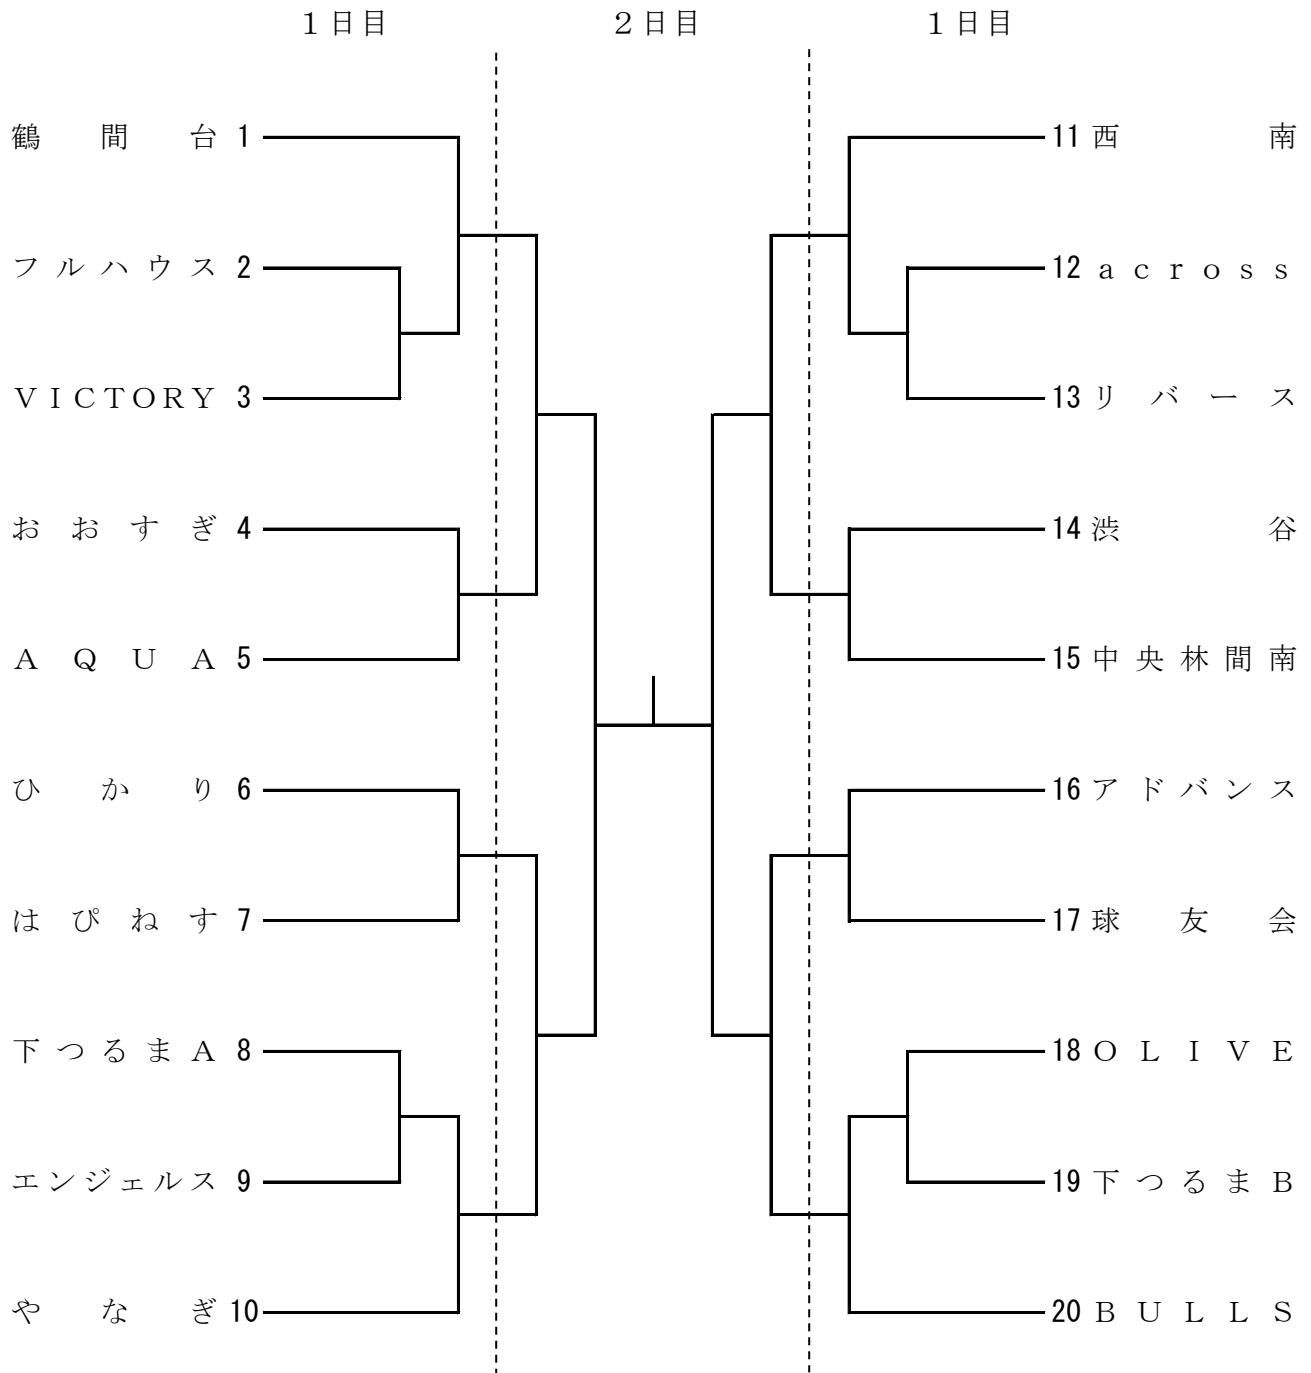 １日目 ２日目 １日目
鶴間台 1 11 西南
フルハウス 2 12 ａｃｒｏｓｓ
ＶＩＣＴＯＲＹ 3 13 リバース
おおすぎ 4 14 渋谷
ＡＱＵＡ 5 15 中央林間南
ひかり 6 16 アドバンス
はぴねす 7 17 球友会
下つるまＡ 8 18 ＯＬＩＶＥ
エンジェルス 9 19 下つるまＢ
やなぎ 10 20 ＢＵＬＬＳ